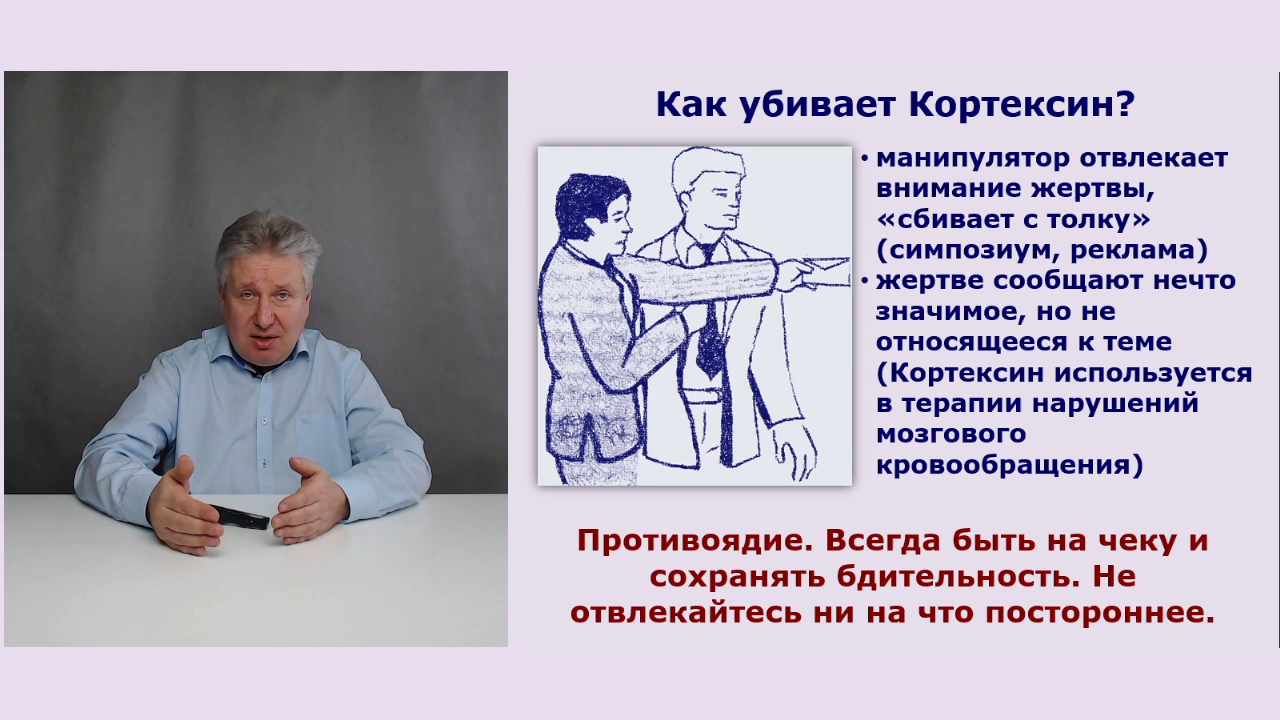 Как убивает Кортексин?
• манипулятор отвлекает
внимание жертвы,
«сбивает с толку»
(симпозиум, реклама)
• жертве сообщают нечто
значимое, но не
относящееся к теме
(Кортексин используется
в терапии нарушений
мозгового
кровообращения)
Противоядие. Всегда быть на чеку и
сохранять бдительность. Не
отвлекайтесь ни на что постороннее.